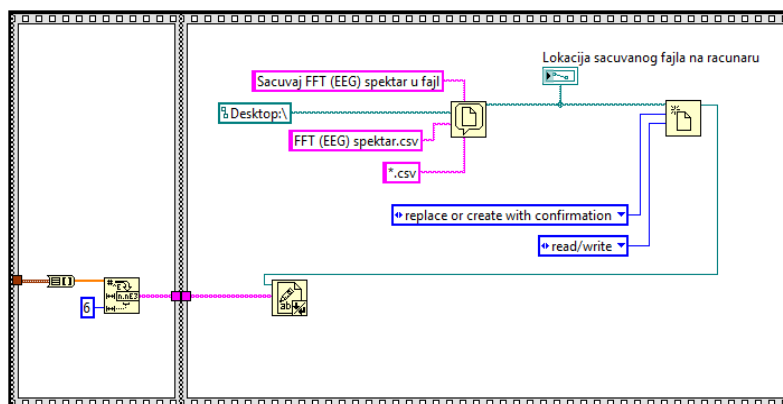 Lokacija sacuvanog fajla na racunaru
Sacuvaj FFT (EEG) spektar u fajl
Desktop:\
FFT (EEG) spektar.csv
*.csv
replace or create with confirmation
read/write
6
ab